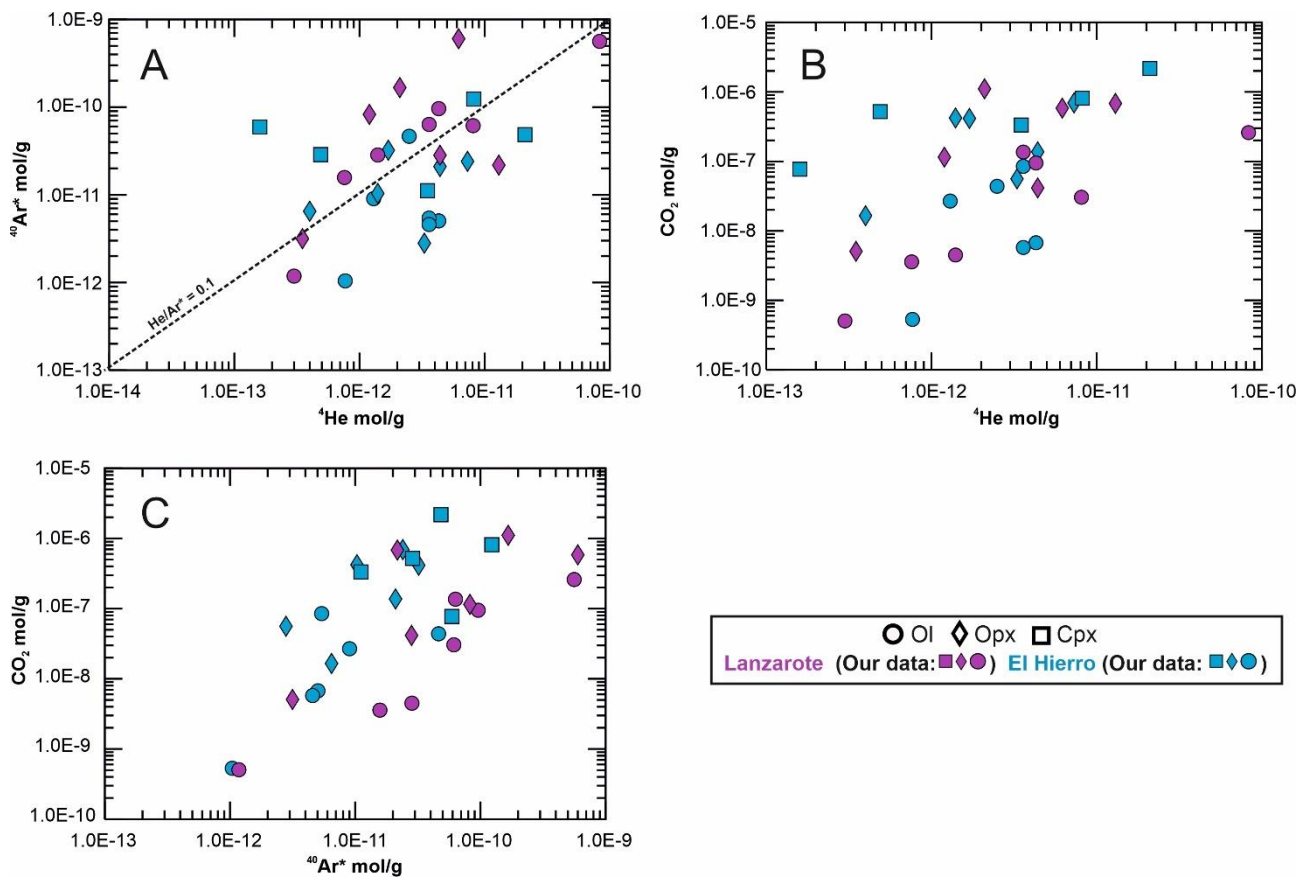 A
1.0E-9
1.0E-10
1.0E-11
1.0E-12
1.0E-13
⁴⁰Ar* mol/g
He/Ar* = 0.1
1.0E-14 1.0E-13 1.0E-12 1.0E-11 1.0E-10
⁴He mol/g
B
1.0E-5
1.0E-6
1.0E-7
1.0E-8
1.0E-9
1.0E-10
CO₂ mol/g
1.0E-13 1.0E-12 1.0E-11 1.0E-10
⁴He mol/g
C
1.0E-5
1.0E-6
1.0E-7
1.0E-8
1.0E-9
1.0E-10
CO₂ mol/g
1.0E-13 1.0E-12 1.0E-11 1.0E-10 1.0E-9
⁴⁰Ar* mol/g
Ol Opx Cpx
Lanzarote (Our data: ) El Hierro (Our data: )